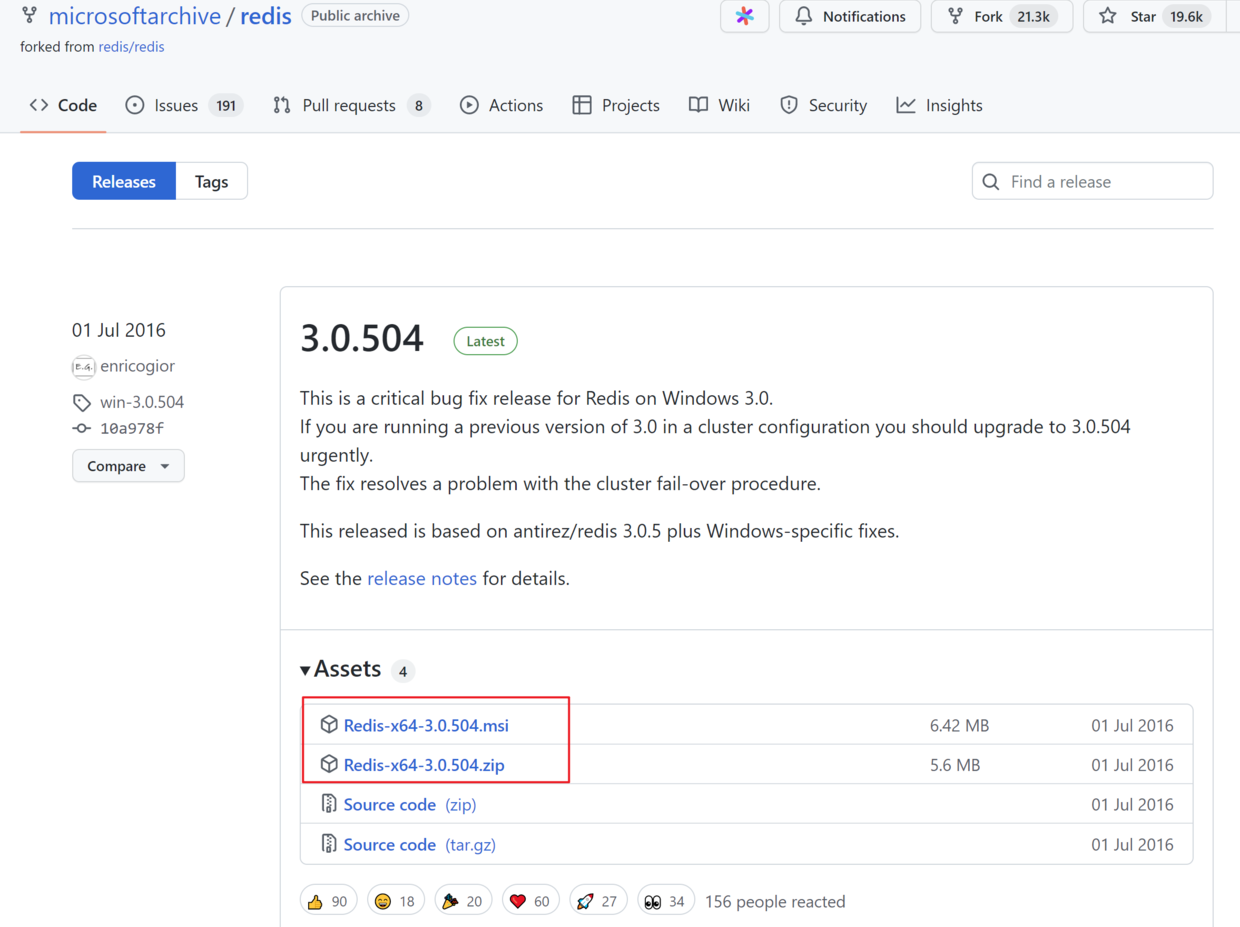 microsoftarchive / redis Public archive Notifications Fork 21.3k Star 19.6k
forked from redis/redis
Code Issues 191 Pull requests 8 Actions Projects Wiki Security Insights
Releases Tags Find a release
01 Jul 2016
enricogior
win-3.0.504
10a978f
Compare
3.0.504 Latest
This is a critical bug fix release for Redis on Windows 3.0.
If you are running a previous version of 3.0 in a cluster configuration you should upgrade to 3.0.504
urgently.
The fix resolves a problem with the cluster fail-over procedure.
This released is based on antirez/redis 3.0.5 plus Windows-specific fixes.
See the release notes for details.
Assets 4
Redis-x64-3.0.504.msi 6.42 MB 01 Jul 2016
Redis-x64-3.0.504.zip 5.6 MB 01 Jul 2016
Source code (zip) 01 Jul 2016
Source code (tar.gz) 01 Jul 2016
90 18 20 60 27 34 156 people reacted